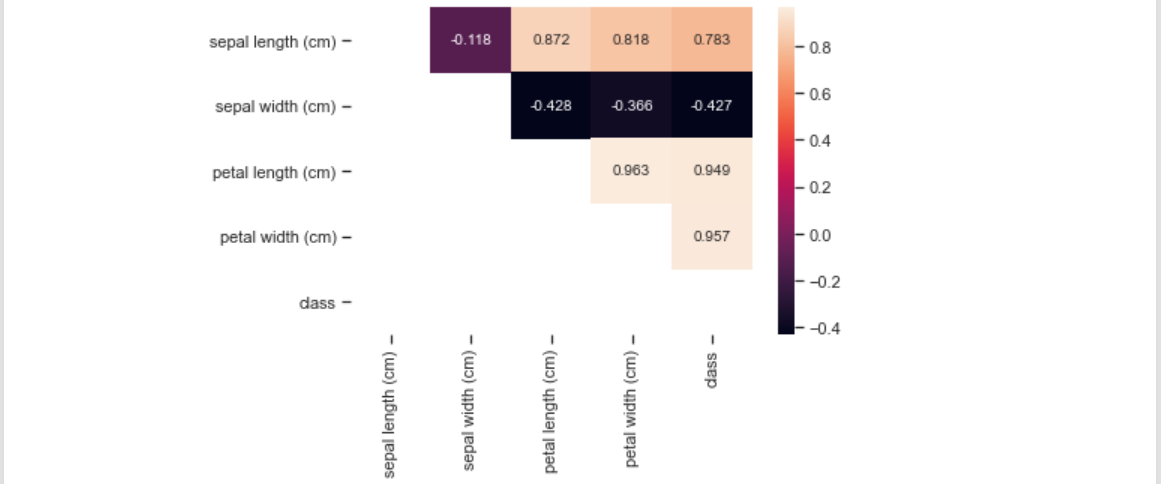 sepal length (cm)
-0.118 0.872 0.818 0.783
sepal width (cm)
-0.428 -0.366 -0.427
petal length (cm)
0.963 0.949
petal width (cm)
0.957
class
sepal length (cm)
sepal width (cm)
petal length (cm)
petal width (cm)
class
0.8
0.6
0.4
0.2
0.0
−0.2
−0.4